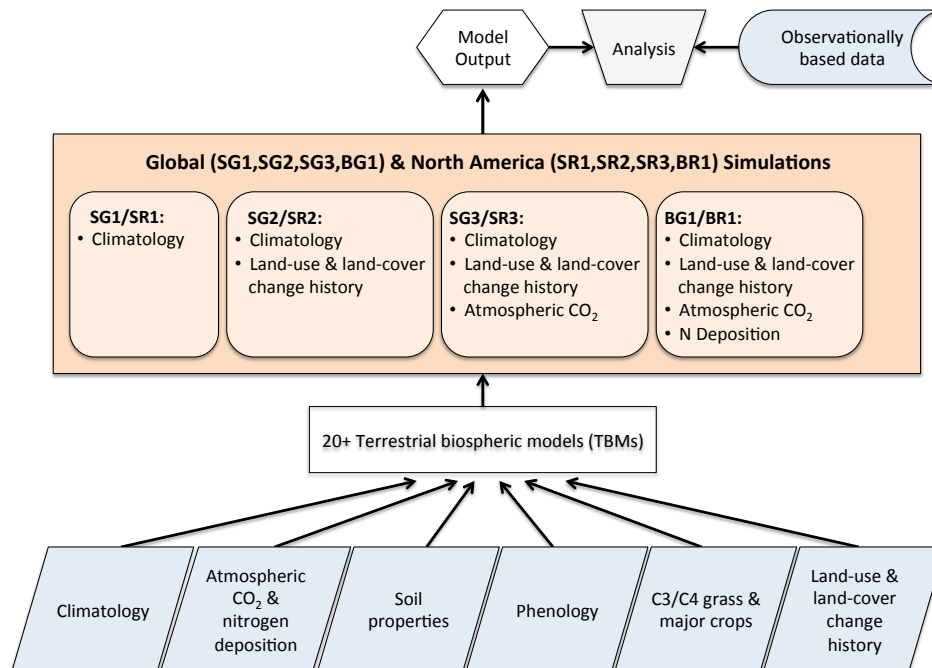 Model
Output
Analysis
Observationally
based data
Global (SG1,SG2,SG3,BG1) & North America (SR1,SR2,SR3,BR1) Simulations
SG1/SR1:
• Climatology
SG2/SR2:
• Climatology
• Land-use & land-cover
change history
SG3/SR3:
• Climatology
• Land-use & land-cover
change history
• Atmospheric CO₂
BG1/BR1:
• Climatology
• Land-use & land-cover
change history
• Atmospheric CO₂
• N Deposition
20+ Terrestrial biospheric models (TBMs)
Climatology
Atmospheric
CO₂ &
nitrogen
deposition
Soil
properties
Phenology
C3/C4 grass &
major crops
Land-use &
land-cover
change
history